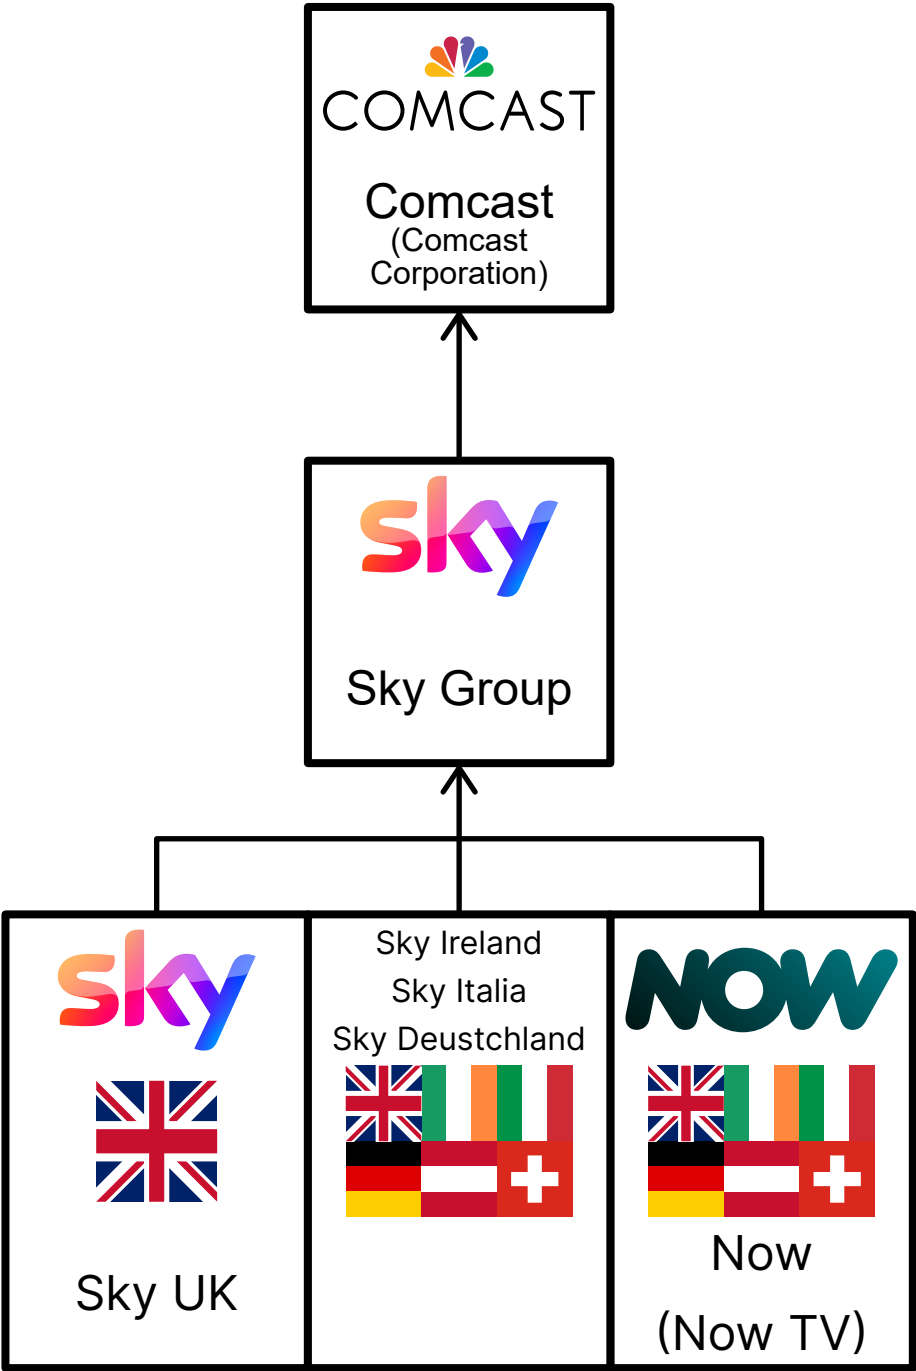 COMCAST
Comcast
(Comcast
Corporation)
sky
Sky Group
sky
Sky UK
Sky Ireland
Sky Italia
Sky Deustchland
NOW
Now
(Now TV)